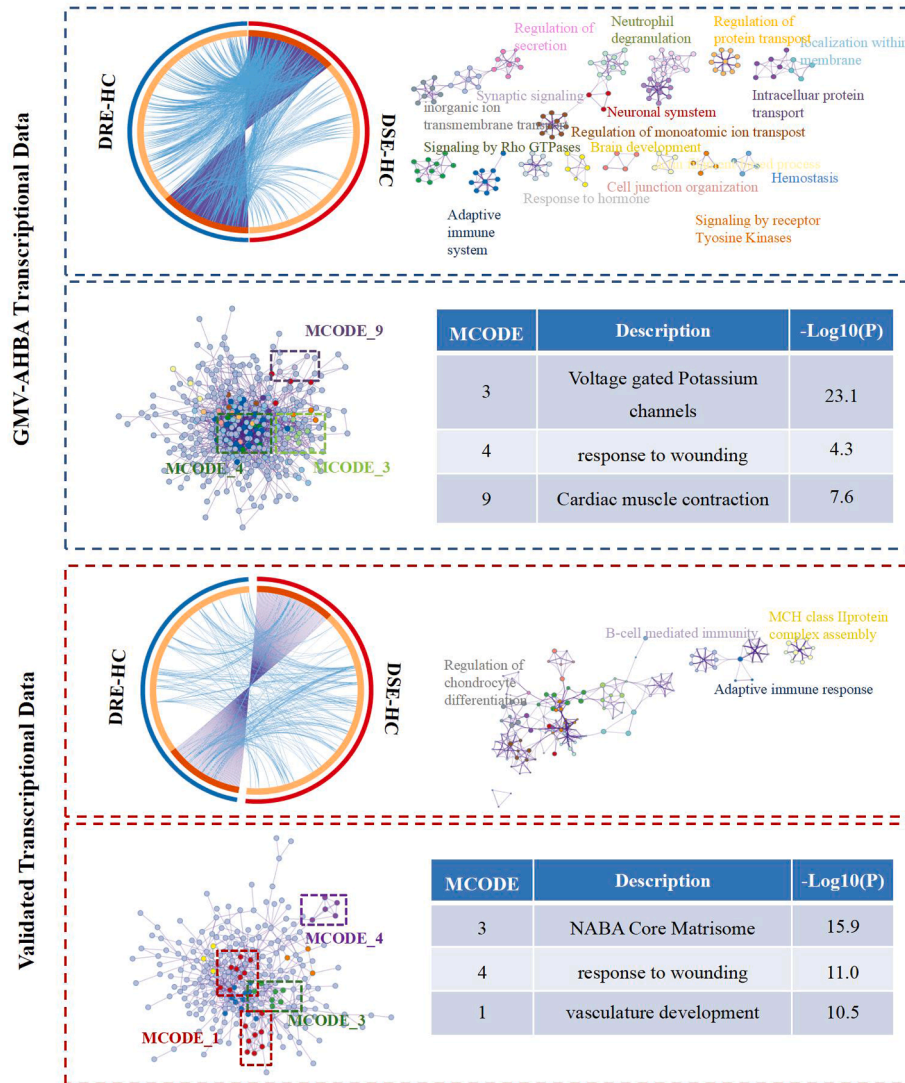 GMV-AHBA Transcriptional Data
DRE-HC
DSE-HC
Regulation of
secretion
Neutrophil
degranulation
Regulation of
protein transport
localization within
membrane
Synaptic signaling
inorganic ion
transmembrane transport
Neuronal symstem
Intracelluar protein
transport
Regulation of monoatomic ion transpost
Signaling by Rho GTPases
Brain development
process
Cell junction organization
Hemostasis
Response to hormone
Adaptive
immune
system
Signaling by receptor
Tyosine Kinases
MCODE_9
MCODE_4
MCODE_3
MCODE Description -Log10(P)
3 Voltage gated Potassium
channels 23.1
4 response to wounding 4.3
9 Cardiac muscle contraction 7.6
Validated Transcriptional Data
DRE-HC
DSE-HC
Regulation of
chondrocyte
differentiation
B-cell mediated immunity
MCH class IIprotein
complex assembly
Adaptive immune response
MCODE_4
MCODE_3
MCODE_1
MCODE Description -Log10(P)
3 NABA Core Matrisome 15.9
4 response to wounding 11.0
1 vasculature development 10.5